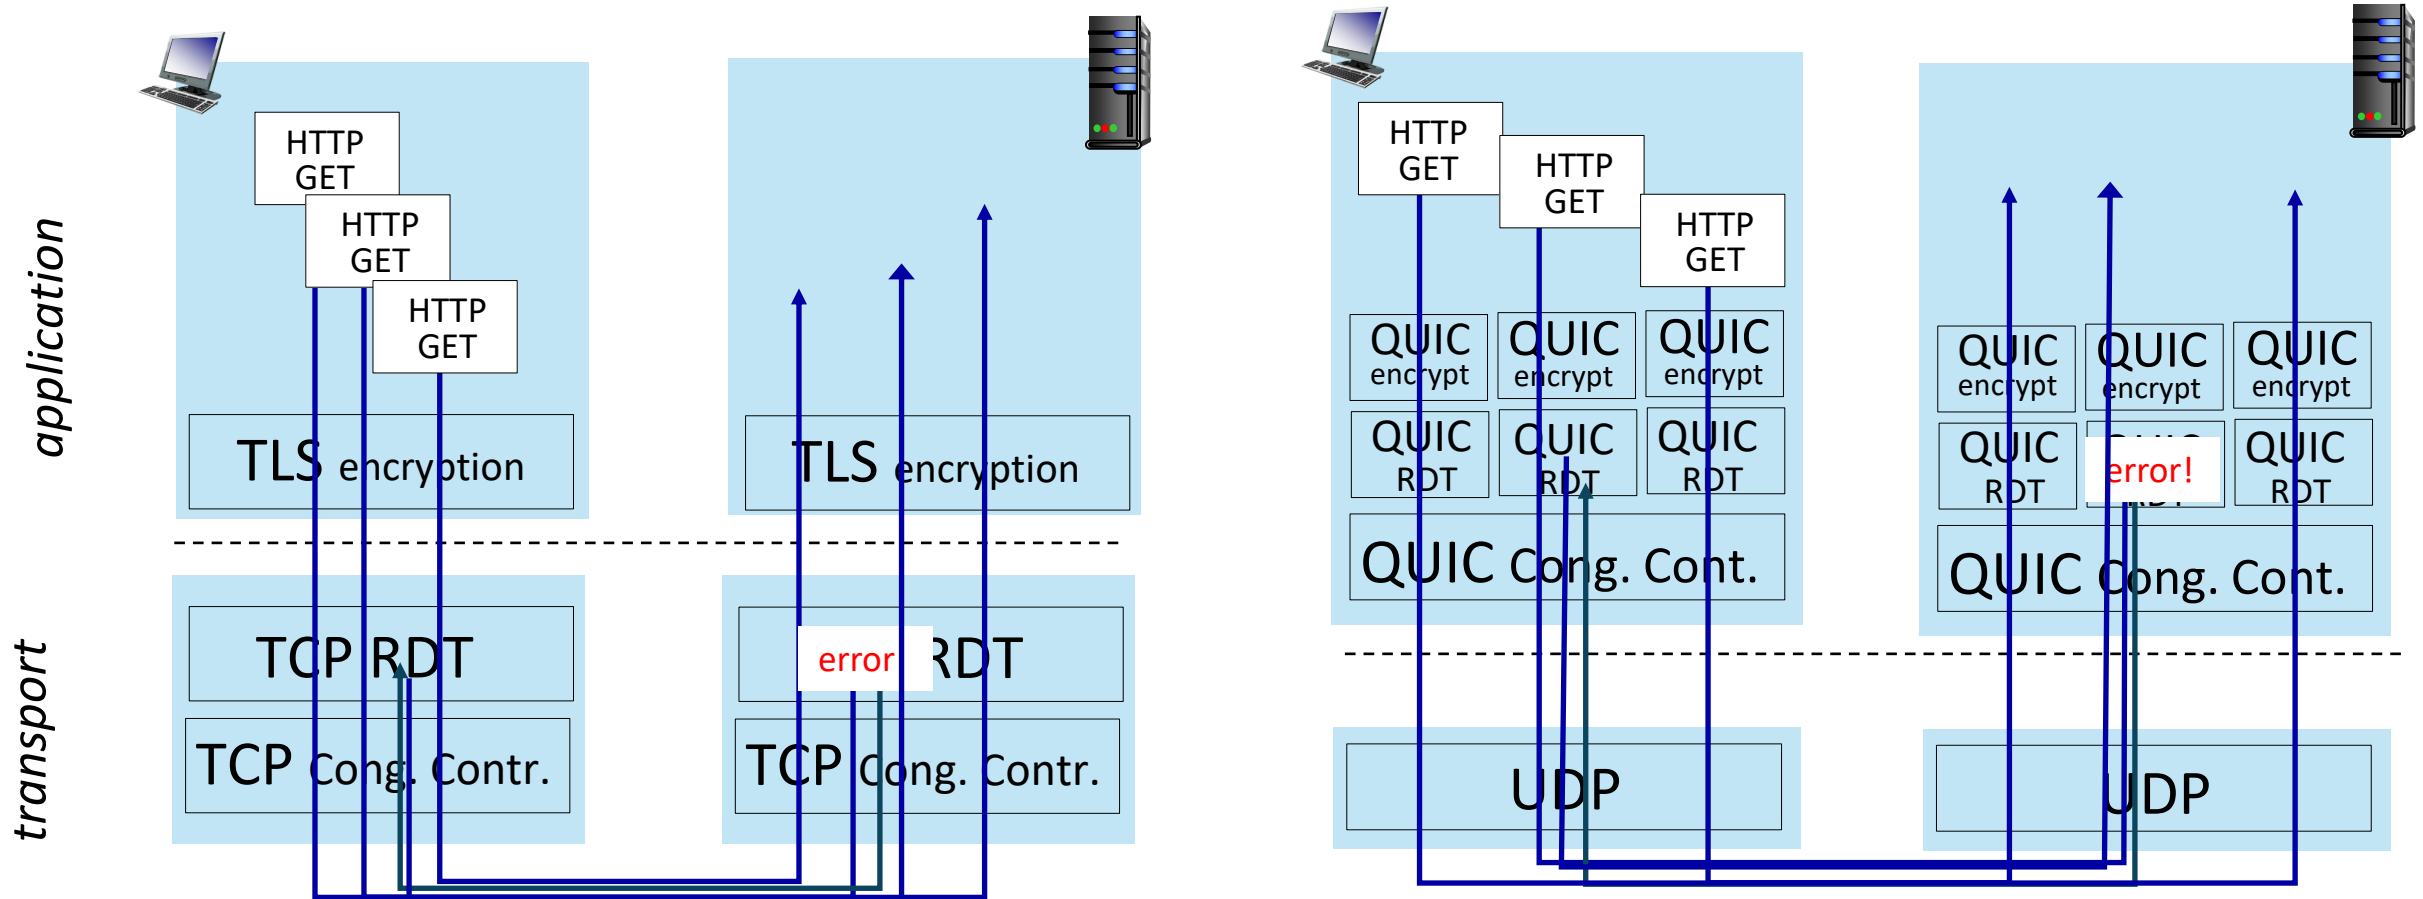 application
transport
HTTP
GET
HTTP
GET
HTTP
GET
TLS encryption
TCP RDT
TCP Cong. Contr.
TLS encryption
error RDT
TCP Cong. Contr.
HTTP
GET
HTTP
GET
HTTP
GET
QUIC
encrypt
QUIC
encrypt
QUIC
encrypt
QUIC
RDT
QUIC
RDT
QUIC
RDT
QUIC Cong. Cont.
UDP
QUIC
encrypt
QUIC
encrypt
QUIC
encrypt
QUIC
RDT
error!
QUIC
RDT
QUIC Cong. Cont.
UDP